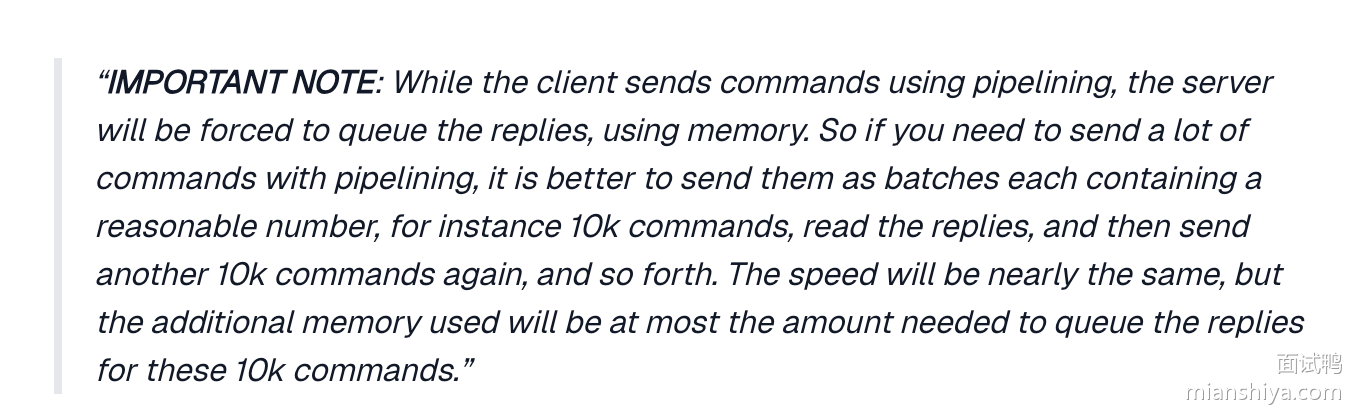 “IMPORTANT NOTE: While the client sends commands using pipelining, the server
will be forced to queue the replies, using memory. So if you need to send a lot of
commands with pipelining, it is better to send them as batches each containing a
reasonable number, for instance 10k commands, read the replies, and then send
another 10k commands again, and so forth. The speed will be nearly the same, but
the additional memory used will be at most the amount needed to queue the replies
for these 10k commands.”
面试鸭
mianshiya.com